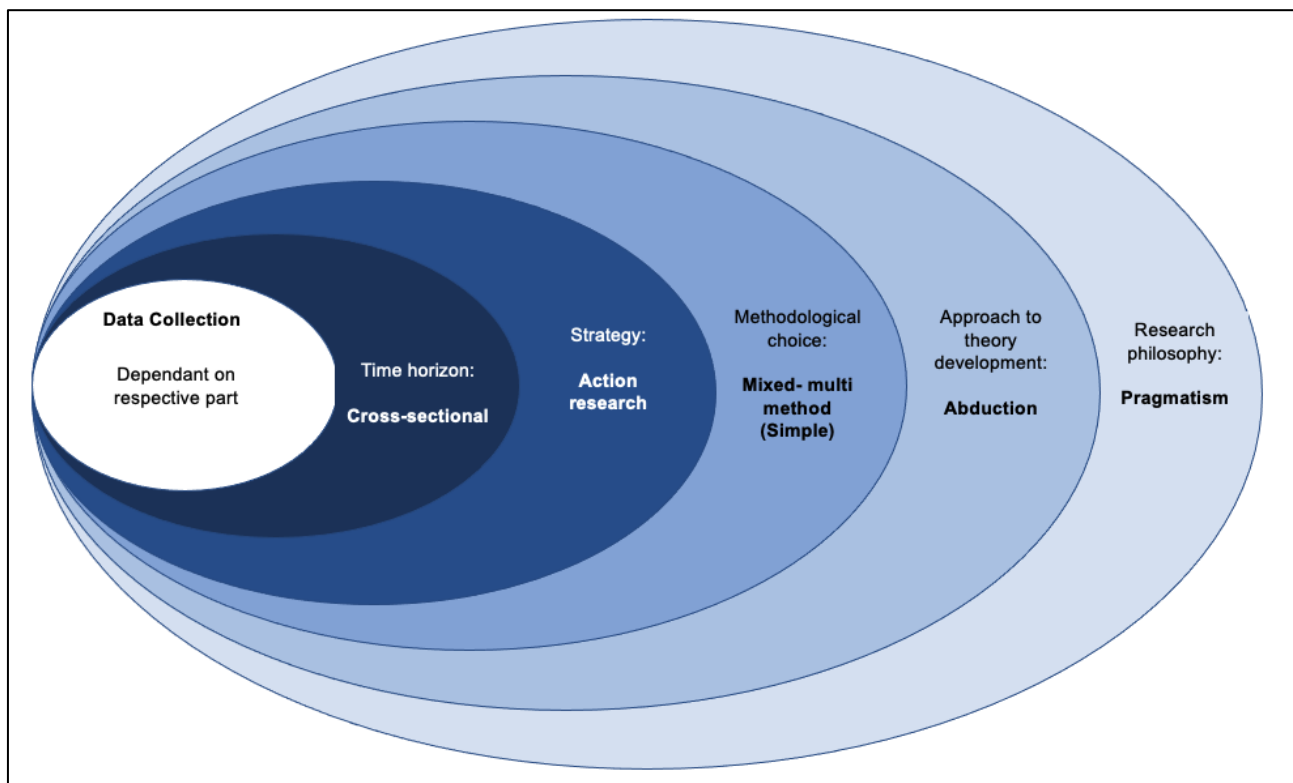 Data Collection
Dependant on
respective part
Time horizon:
Cross-sectional
Strategy:
Action
research
Methodological
choice:
Mixed- multi
method
(Simple)
Approach to
theory
development:
Abduction
Research
philosophy:
Pragmatism